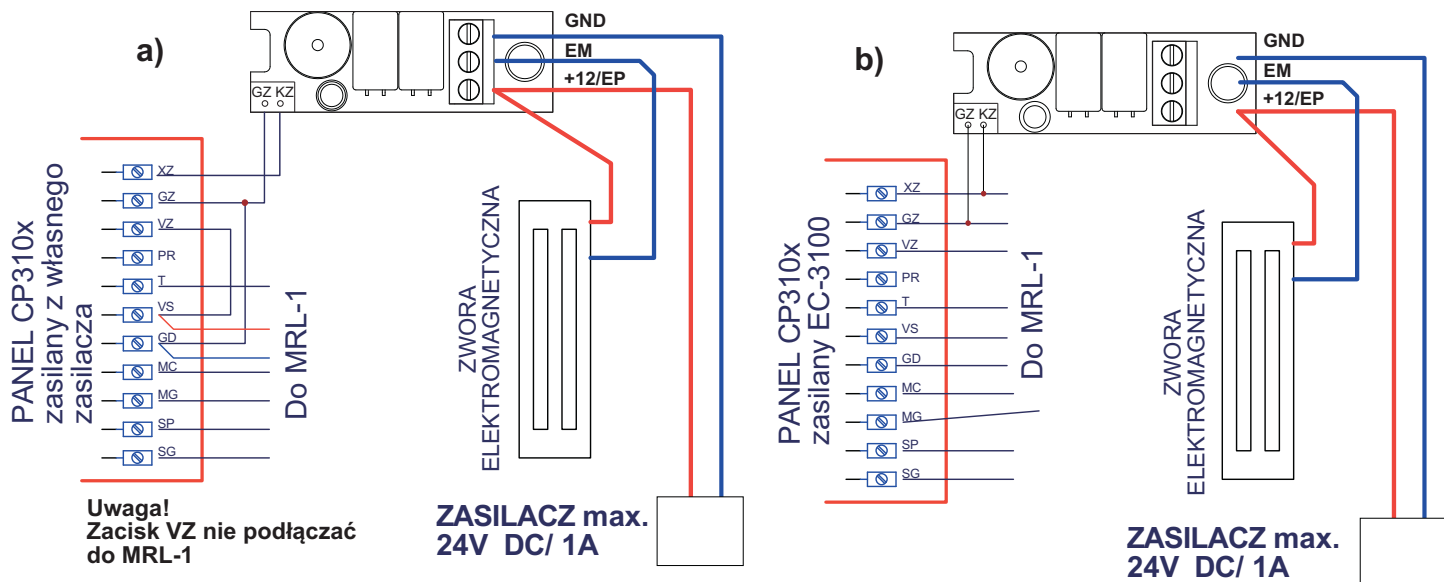 a)
GND
EM
+12/EP
GZ KZ
XZ
GZ
VZ
PR
T
VS
GD
MC
MG
SP
SG
PANEL CP310x
zasilany z własnego
zasilacza
Do MRL-1
ZWORA
ELEKTROMAGNETYCZNA
Uwaga!
Zacisk VZ nie podłączać
do MRL-1
ZASILACZ max.
24V DC/ 1A
b)
GND
EM
+12/EP
GZ KZ
XZ
GZ
VZ
PR
T
VS
GD
MC
MG
SP
SG
PANEL CP310x
zasilany EC-3100
Do MRL-1
ZWORA
ELEKTROMAGNETYCZNA
ZASILACZ max.
24V DC/ 1A